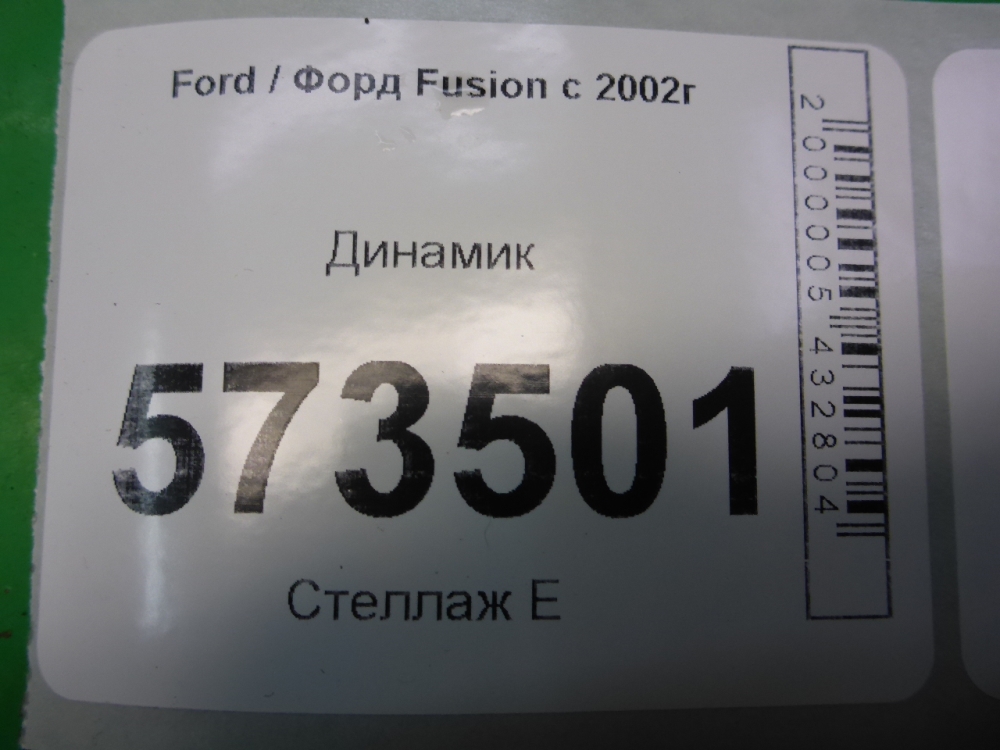 Ford / Форд Fusion с 2002г
Динамик
573501
Стеллаж Е
2000005432804